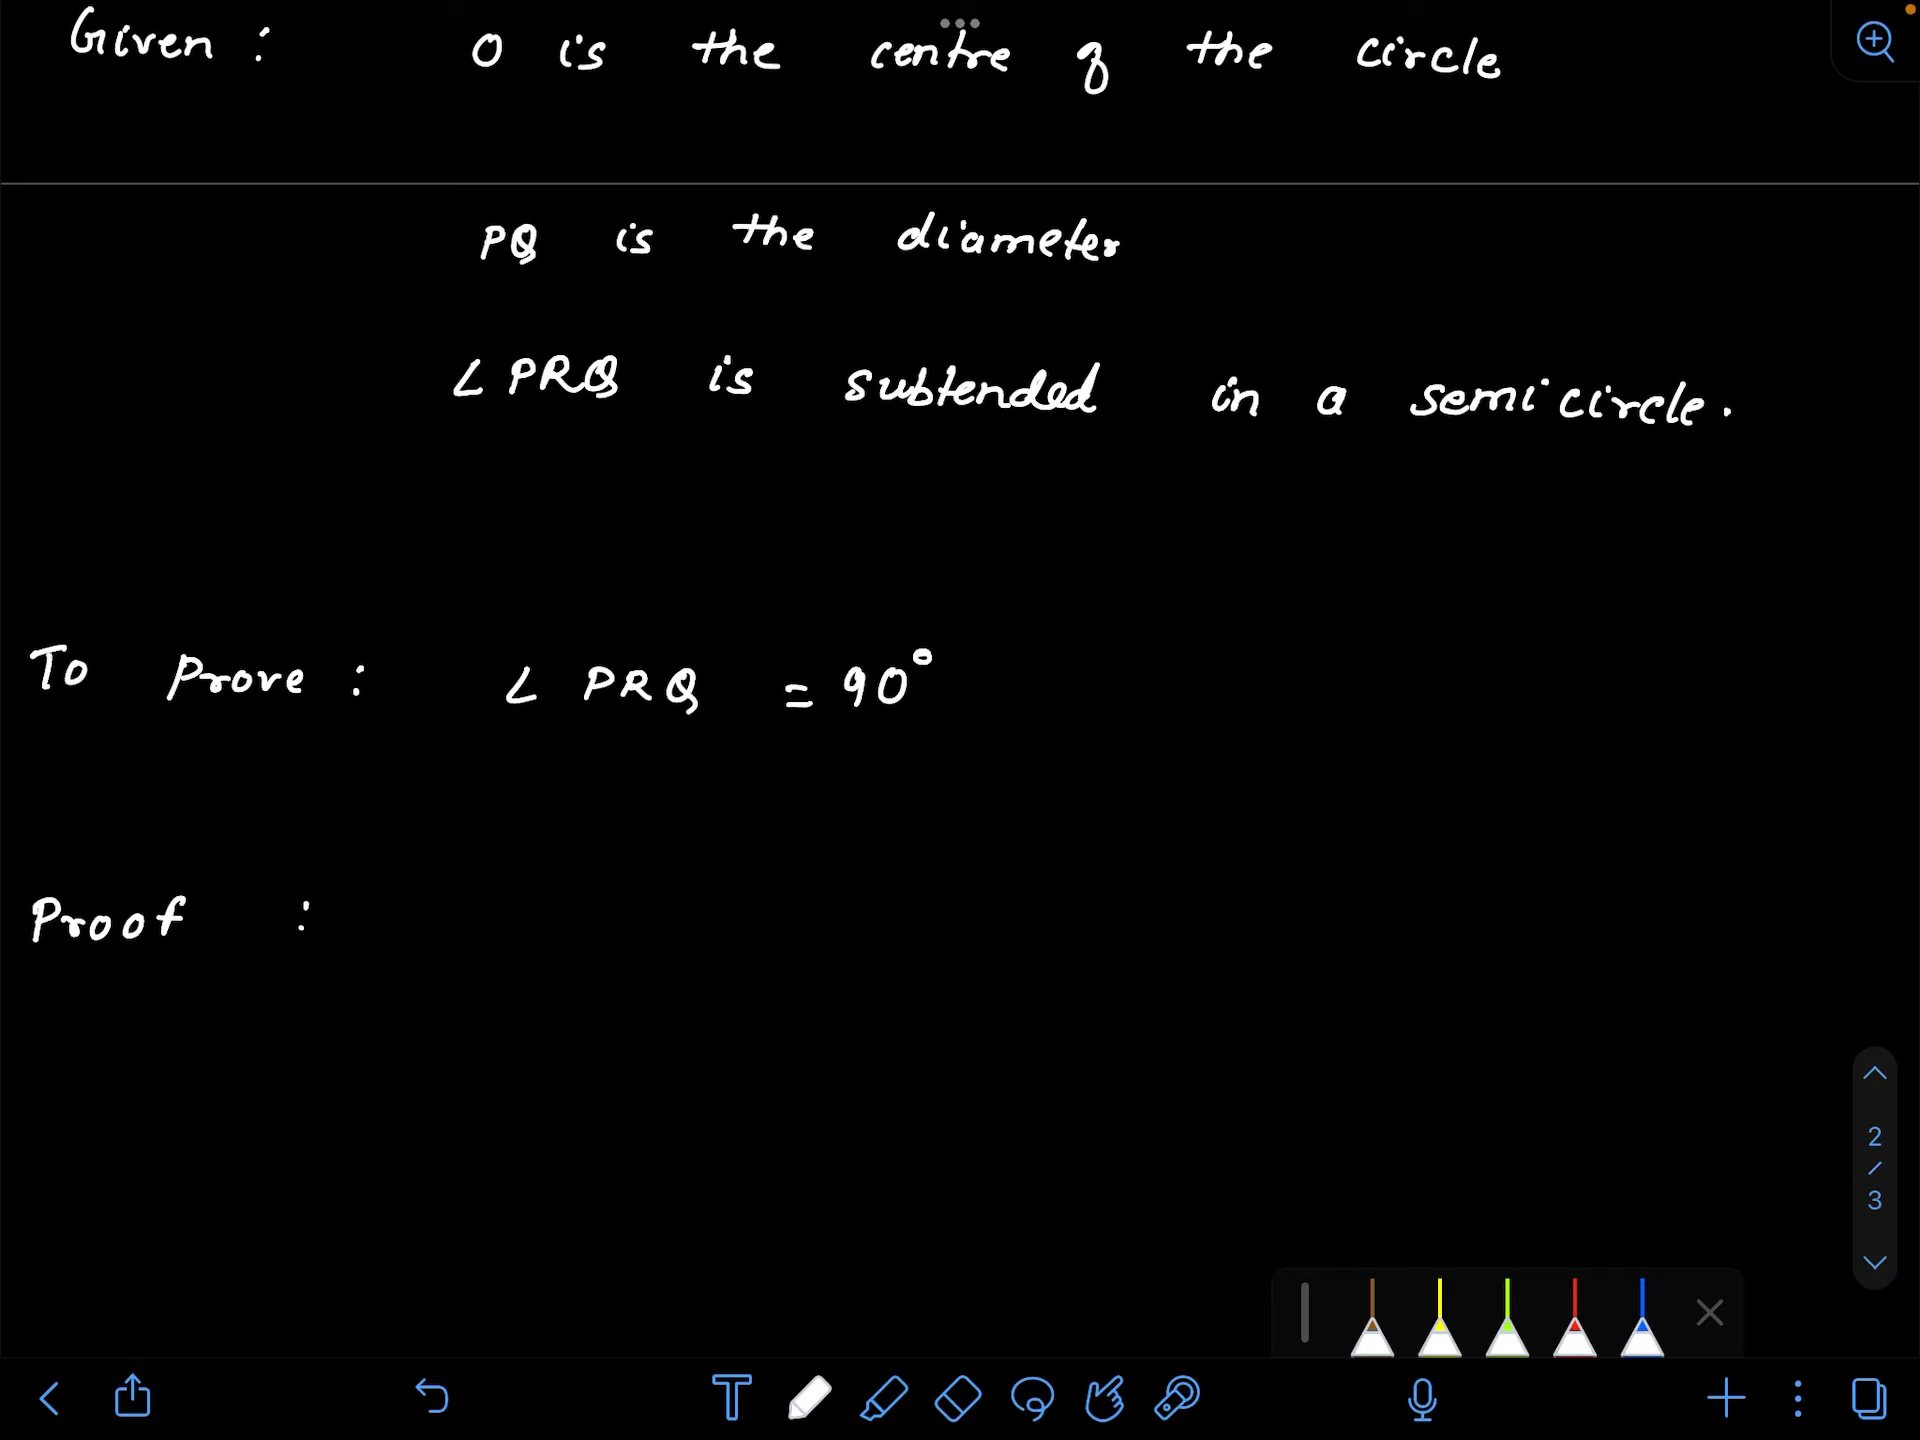 Given : O is the centre of the circle
PQ is the diameter
∠ PRQ is subtended in a semicircle.
To prove : ∠ PRQ = 90°
Proof :
2
/
3